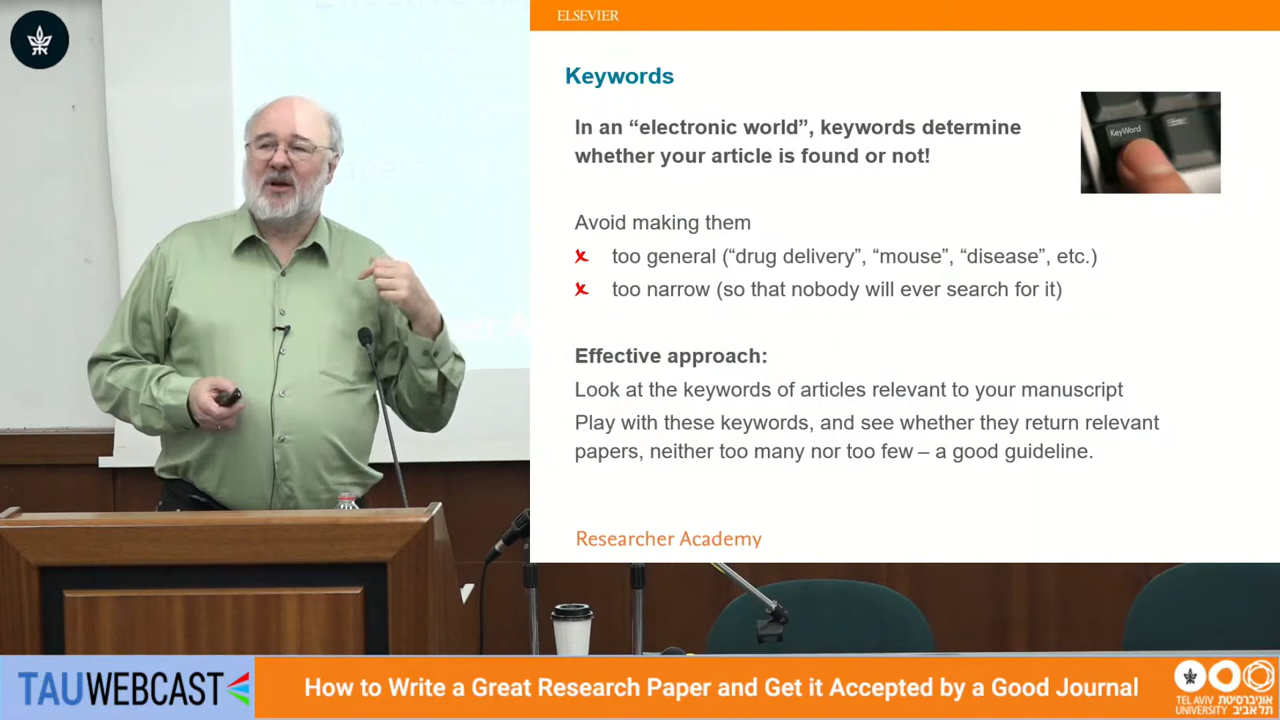 ELSEVIER
Keywords
In an “electronic world”, keywords determine
whether your article is found or not!
KeyWord
Avoid making them
✗ too general (“drug delivery”, “mouse”, “disease”, etc.)
✗ too narrow (so that nobody will ever search for it)
Effective approach:
Look at the keywords of articles relevant to your manuscript
Play with these keywords, and see whether they return relevant
papers, neither too many nor too few – a good guideline.
Researcher Academy
TAUWEBCAST
How to Write a Great Research Paper and Get it Accepted by a Good Journal
TEL AVIV אוניברסיטת
UNIVERSITY תל אביב